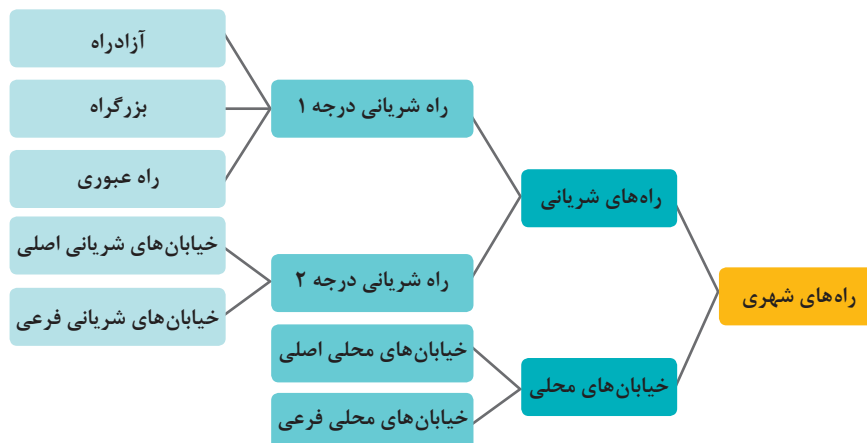 راه‌های شهری
راه‌های شریانی
راه شریانی درجه ۱
آزادراه
بزرگراه
راه عبوری
راه شریانی درجه ۲
خیابان‌های شریانی اصلی
خیابان‌های شریانی فرعی
خیابان‌های محلی
خیابان‌های محلی اصلی
خیابان‌های محلی فرعی